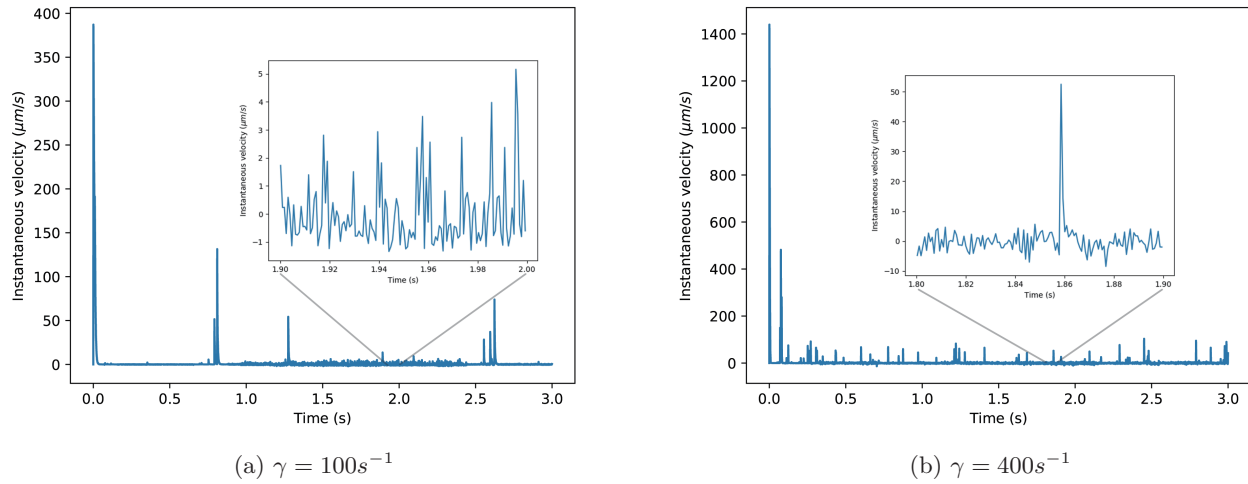 400
350
300
250
200
150
100
50
0
Instantaneous velocity (μm/s)
0.0 0.5 1.0 1.5 2.0 2.5 3.0
Time (s)
5
4
3
2
1
0
−1
Instantaneous velocity (μm/s)
1.90 1.92 1.94 1.96 1.98 2.00
Time (s)
(a) γ = 100s⁻¹
1400
1200
1000
800
600
400
200
0
Instantaneous velocity (μm/s)
0.0 0.5 1.0 1.5 2.0 2.5 3.0
Time (s)
50
40
30
20
10
0
−10
Instantaneous velocity (μm/s)
1.80 1.82 1.84 1.86 1.88 1.90
Time (s)
(b) γ = 400s⁻¹